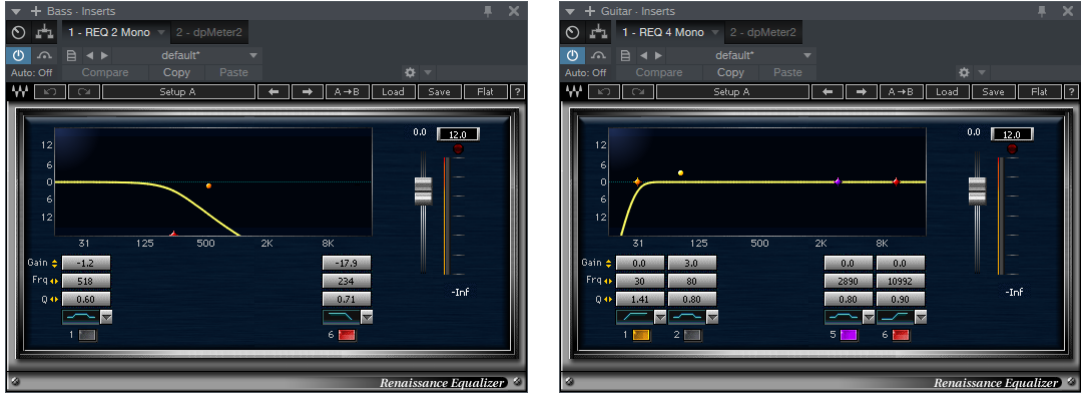 Bass - Inserts
1 - REQ 2 Mono 2 - dpMeter2
default*
Auto: Off Compare Copy Paste
Setup A A→B Load Save Flat ?
0.0 12.0
12
6
0
6
12
31 125 500 2K 8K
Gain -1.2 -17.9
Frq 518 234
Q 0.60 0.71
-Inf
1 6
Renaissance Equalizer
Guitar - Inserts
1 - REQ 4 Mono 2 - dpMeter2
default*
Auto: Off Compare Copy Paste
Setup A A→B Load Save Flat ?
0.0 12.0
12
6
0
6
12
31 125 500 2K 8K
Gain 0.0 3.0 0.0 0.0
Frq 30 80 2890 10992
Q 1.41 0.80 0.80 0.90
-Inf
1 2 5 6
Renaissance Equalizer